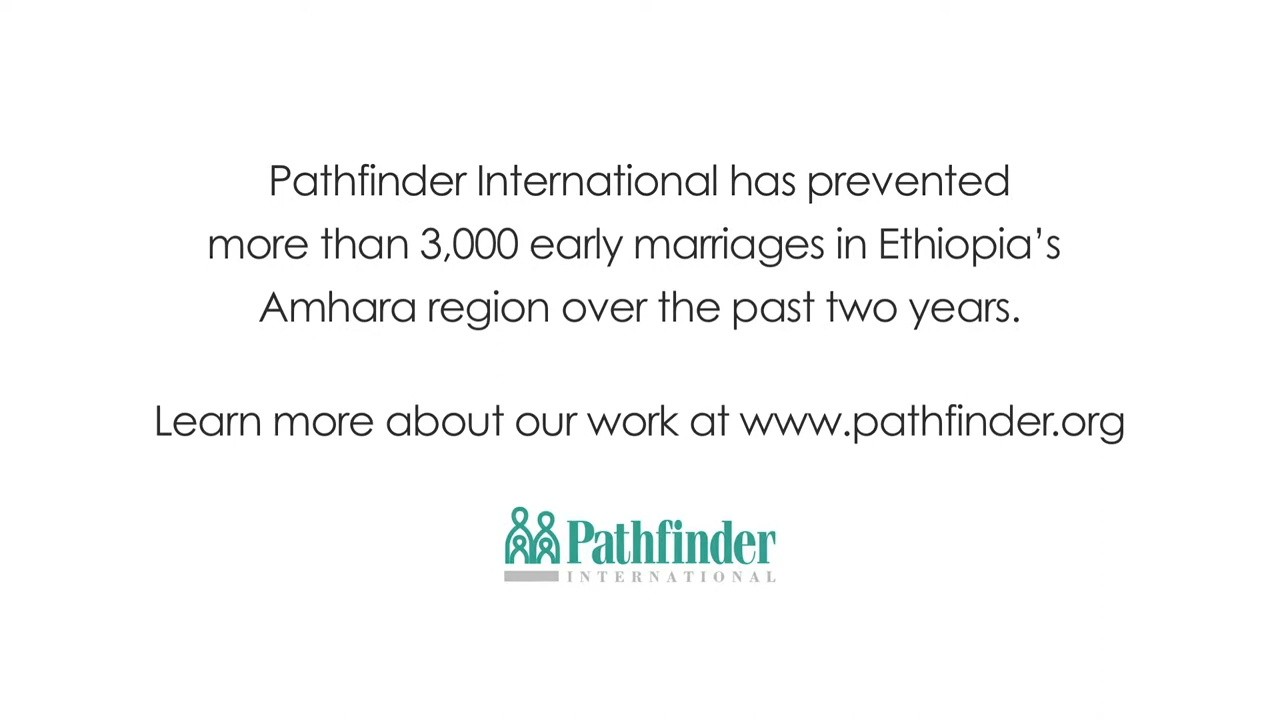 Pathfinder International has prevented
more than 3,000 early marriages in Ethiopia’s
Amhara region over the past two years.
Learn more about our work at www.pathfinder.org
Pathfinder
INTERNATIONAL